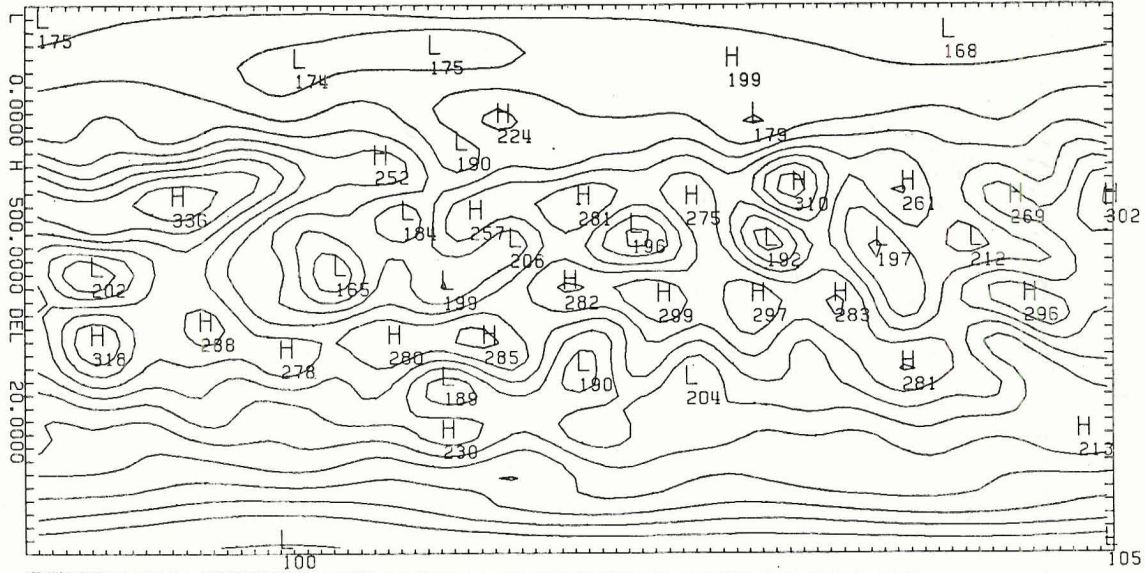 L 175
L 174
L 175
H 199
L 168
H 224
L 179
L 190
H 252
H 336
L 184
H 257
H 281
H 275
H 310
H 261
H 269
H 302
L 206
L 196
L 192
L 197
L 212
L 202
L 165
L 199
H 282
H 299
H 297
H 283
H 296
H 318
H 238
H 278
H 280
H 285
L 190
L 204
H 281
L 189
H 230
H 213
L 100
L 105
0.0000 H 500.0000 DEL 20.0000